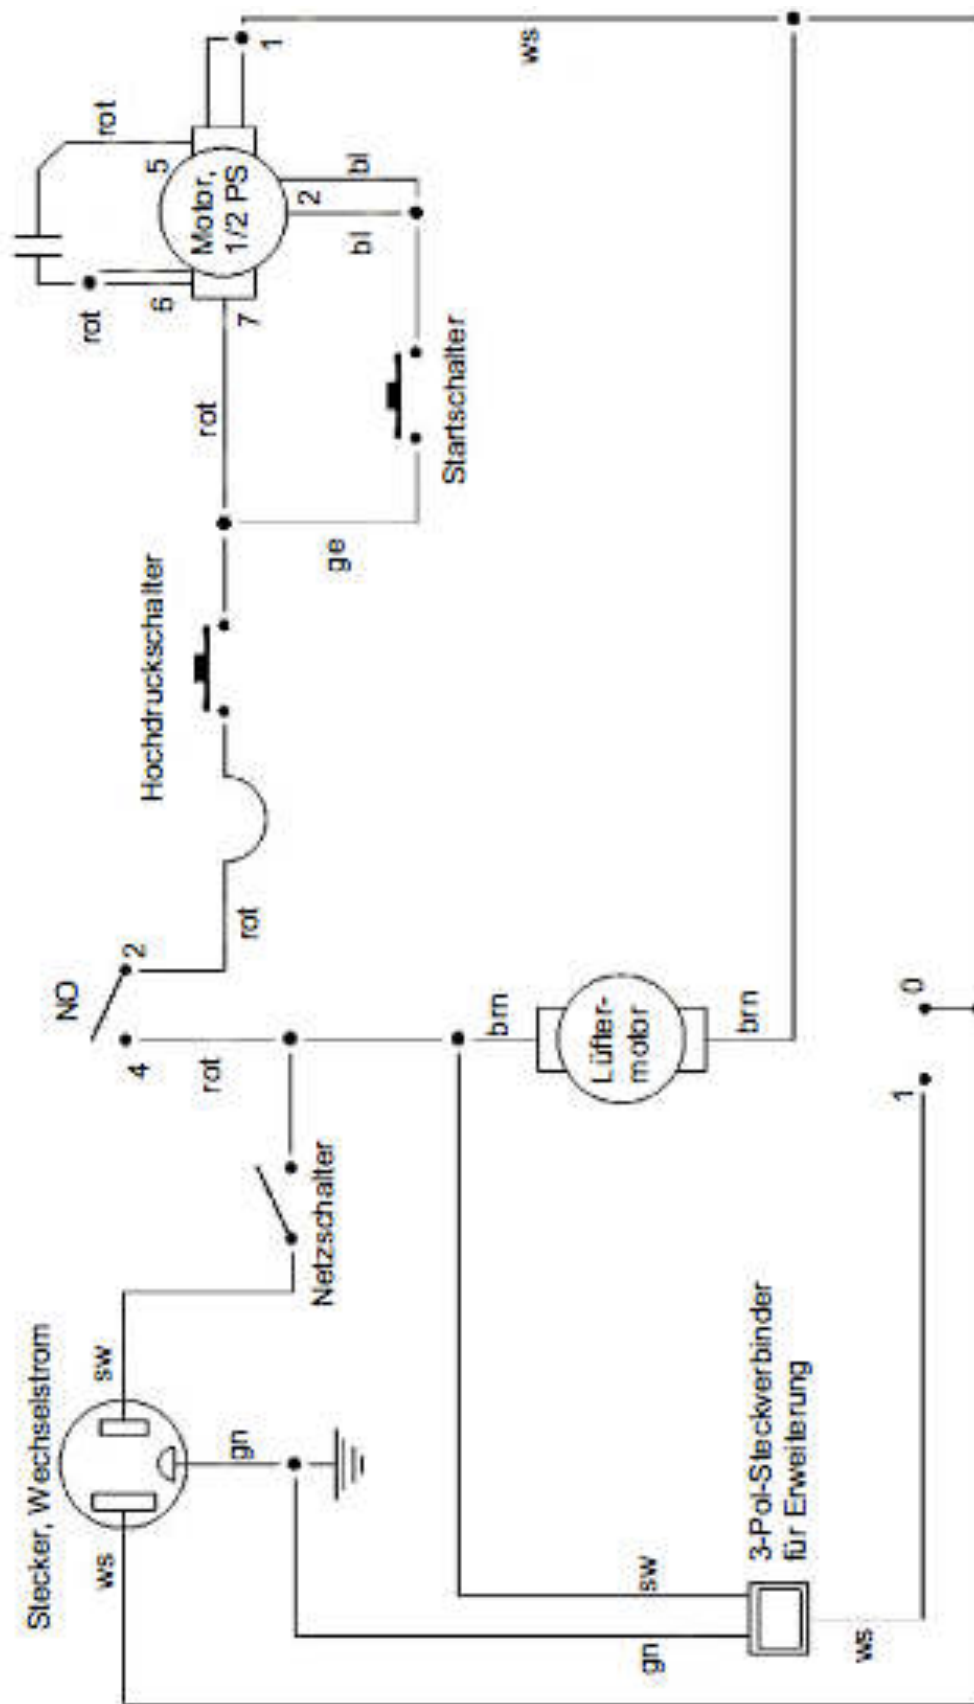 Stecker, Wechselstrom
ws
sw
gn
Netzschalter
NO
4
2
rot
rot
Hochdruckschalter
rot
ge
Startschalter
rot
rot
6
5
7
Motor,
1/2 PS
2
bl
bl
1
ws
brn
Lüfter-
motor
brn
sw
gn
3-Pol-Steckverbinder
für Erweiterung
ws
1
0